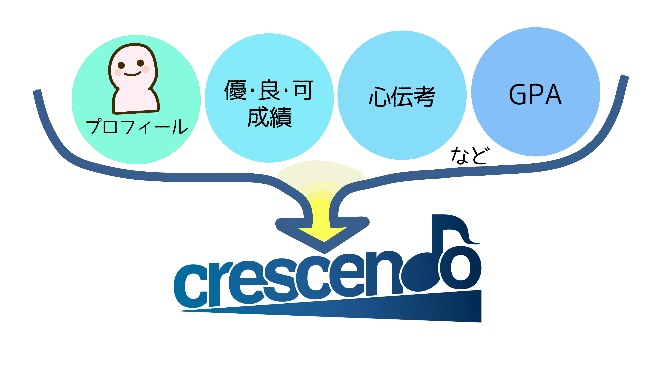 プロフィール
優・良・可
成績
心伝考
GPA
など
crescendo